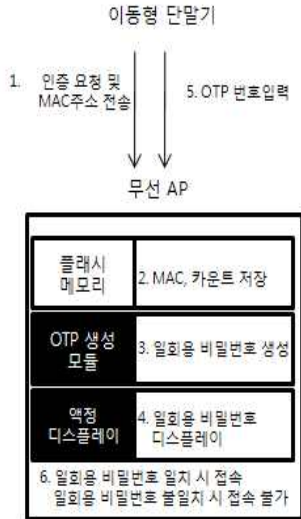 이동형 단말기
1. 인증 요청 및
MAC주소 전송
5. OTP 번호입력
무선 AP
플래시
메모리
2. MAC, 카운트 저장
OTP 생성
모듈
3. 일회용 비밀번호 생성
액정
디스플레이
4. 일회용 비밀번호
디스플레이
6. 일회용 비밀번호 일치 시 접속
일회용 비밀번호 불일치 시 접속 불가